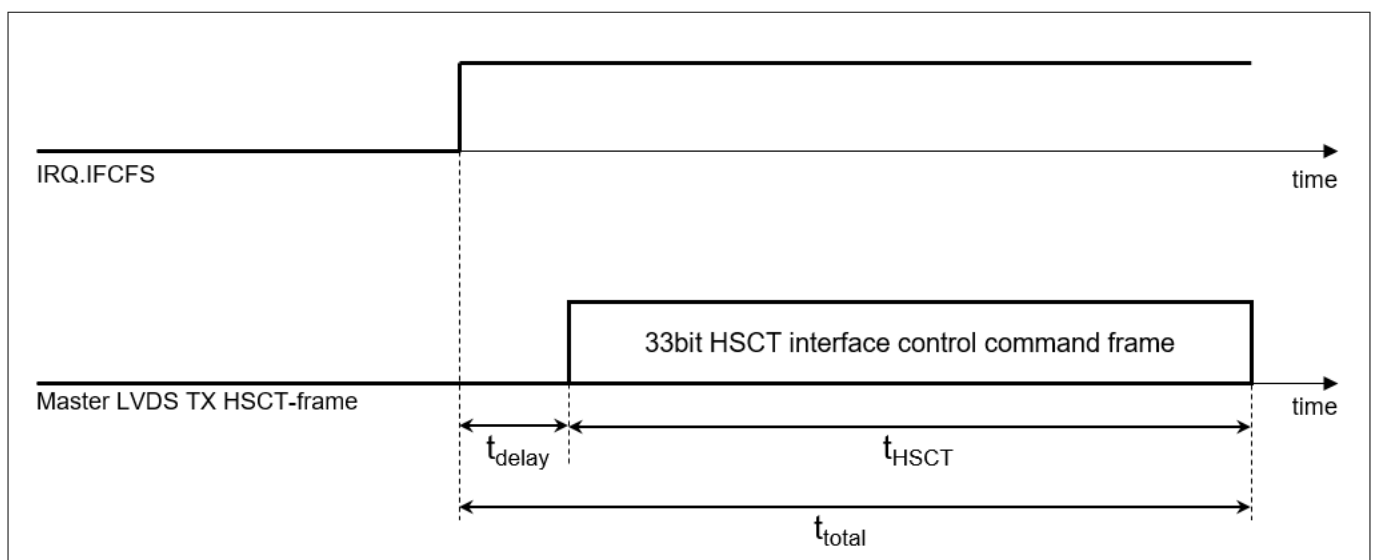 IRQ.IFCFS
time
33bit HSCT interface control command frame
Master LVDS TX HSCT-frame
time
tdelay
tHSCT
ttotal